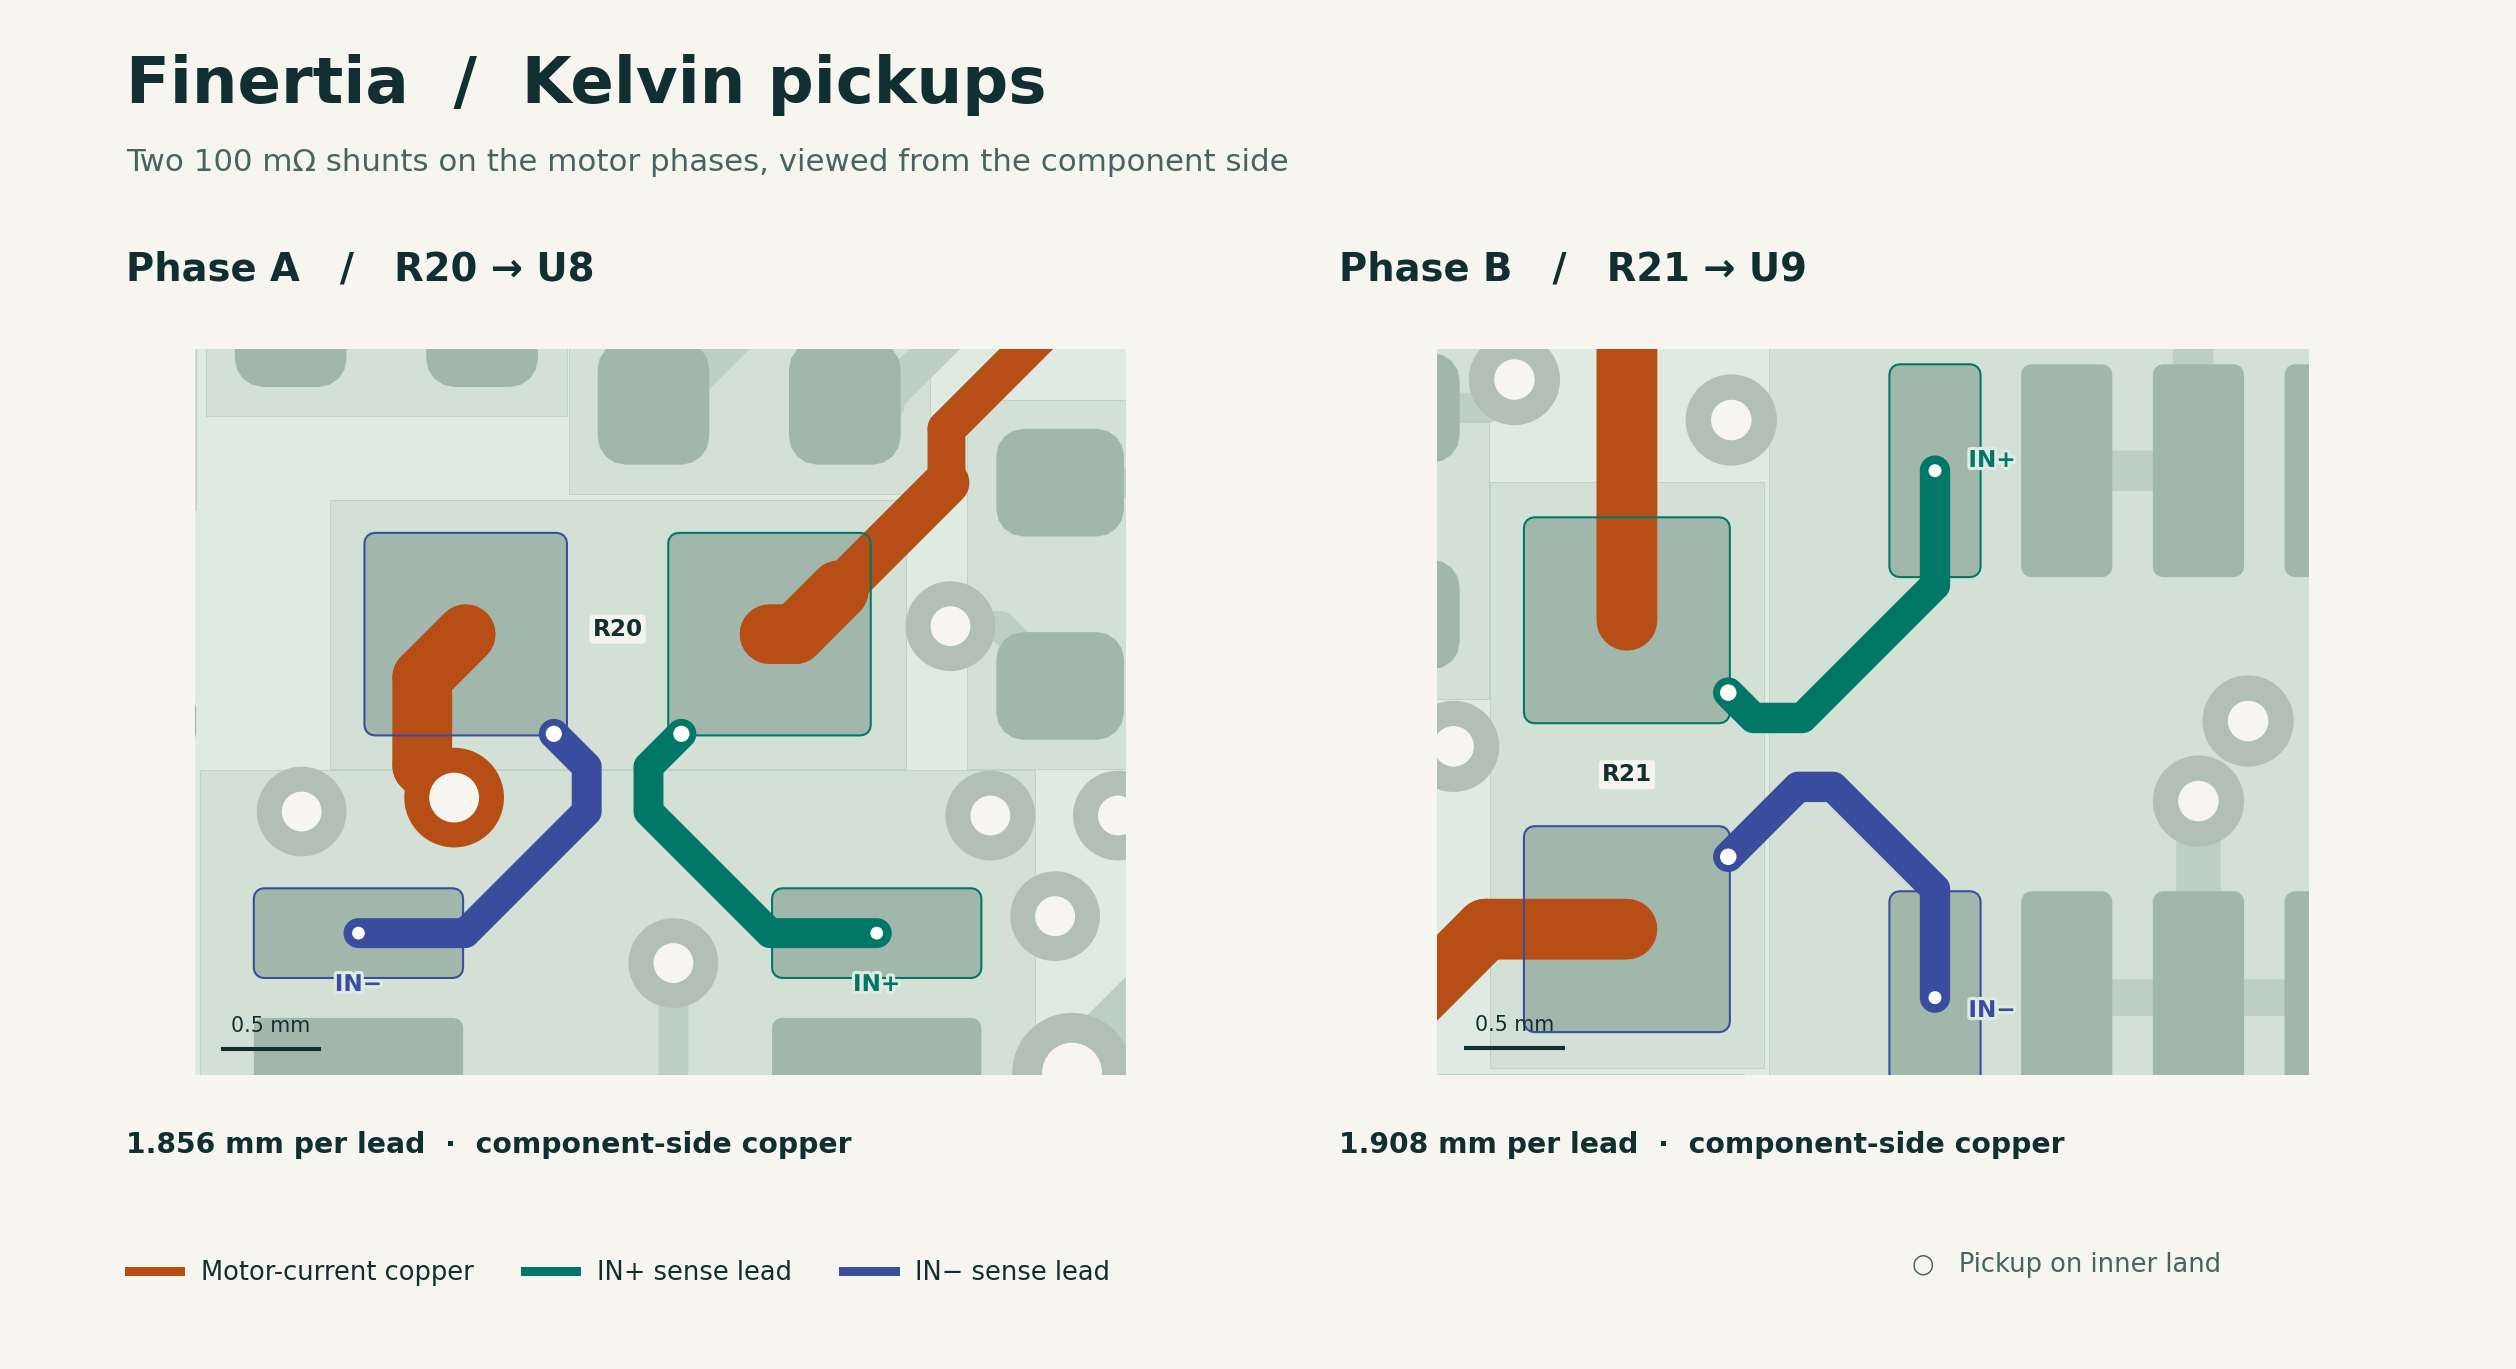 Finertia / Kelvin pickups
Two 100 mΩ shunts on the motor phases, viewed from the component side
Phase A / R20 → U8
R20
IN−
IN+
0.5 mm
1.856 mm per lead · component-side copper
Phase B / R21 → U9
IN+
R21
IN−
0.5 mm
1.908 mm per lead · component-side copper
Motor-current copper
IN+ sense lead
IN− sense lead
Pickup on inner land